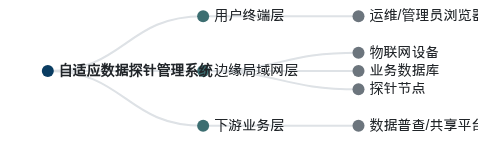 用户终端层
运维/管理员浏览器
自适应数据探针管理系统
边缘局域网层
物联网设备
业务数据库
探针节点
下游业务层
数据普查/共享平台